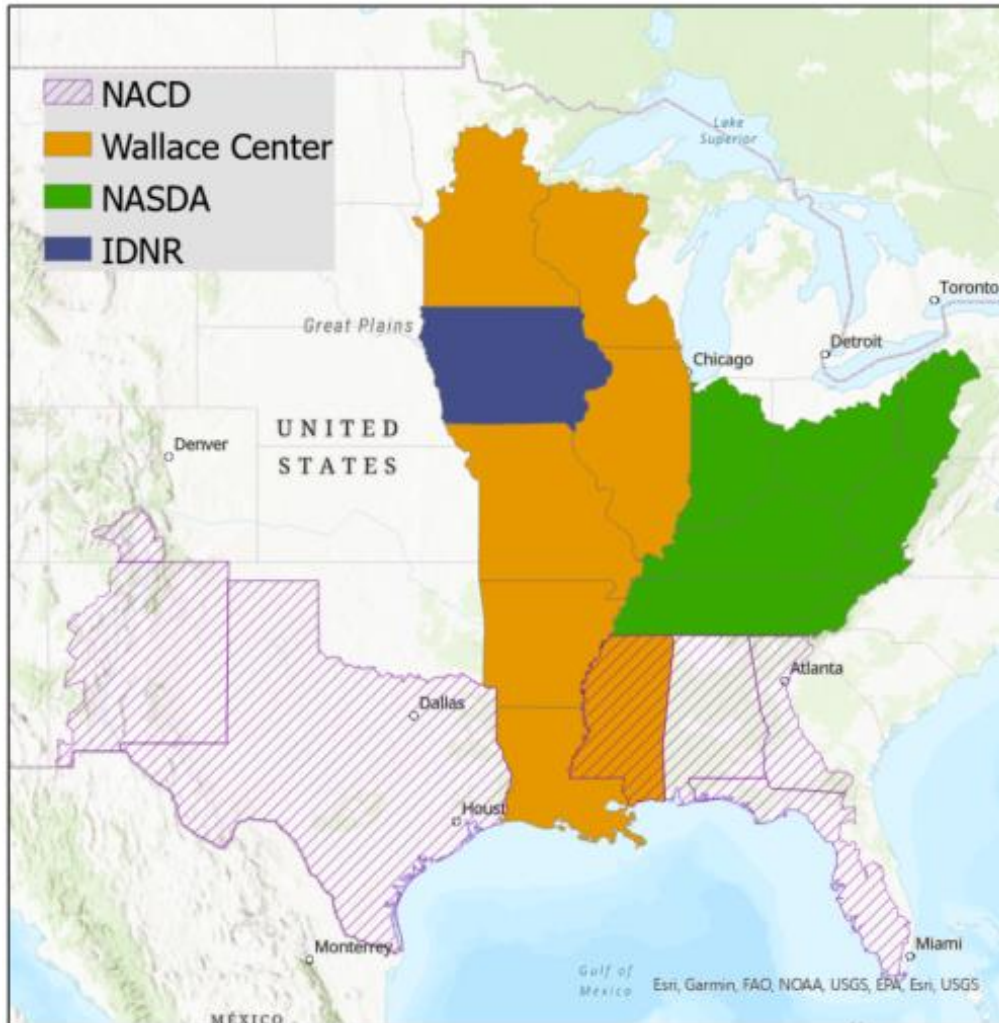 NACD
Wallace Center
NASDA
IDNR
Lake
Superior
Toronto
Great Plains
Detroit
Chicago
UNITED
STATES
Denver
Atlanta
Dallas
Houst
Monterrey
Miami
Gulf of
Mexico
Esri, Garmin, FAO, NOAA, USGS, EPA, Esri, USGS
MÉXICO